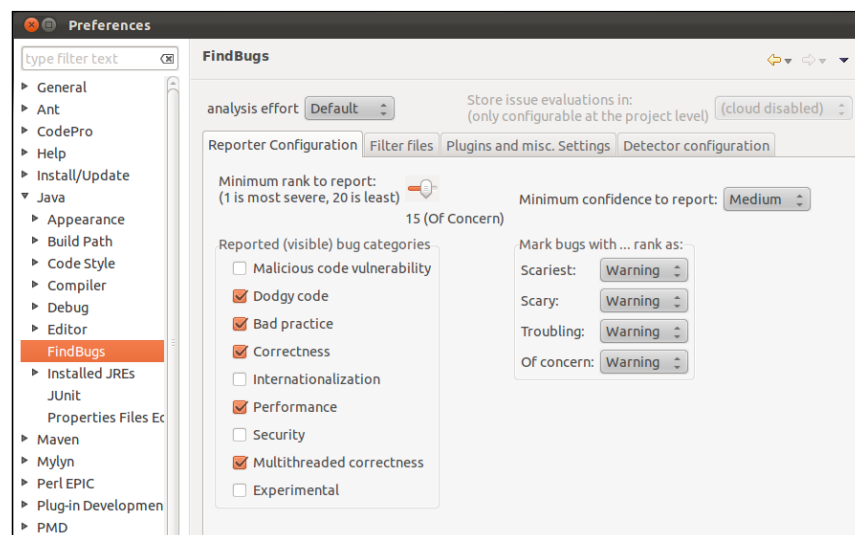 Preferences
type filter text
General
Ant
CodePro
Help
Install/Update
Java
Appearance
Build Path
Code Style
Compiler
Debug
Editor
FindBugs
Installed JREs
JUnit
Properties Files Ec
Maven
Mylyn
Perl EPIC
Plug-in Developmen
PMD
FindBugs
analysis effort Default
Store issue evaluations in:
(only configurable at the project level) (cloud disabled)
Reporter Configuration Filter files Plugins and misc. Settings Detector configuration
Minimum rank to report:
(1 is most severe, 20 is least)
15 (Of Concern)
Minimum confidence to report: Medium
Reported (visible) bug categories
Malicious code vulnerability
Dodgy code
Bad practice
Correctness
Internationalization
Performance
Security
Multithreaded correctness
Experimental
Mark bugs with ... rank as:
Scariest: Warning
Scary: Warning
Troubling: Warning
Of concern: Warning